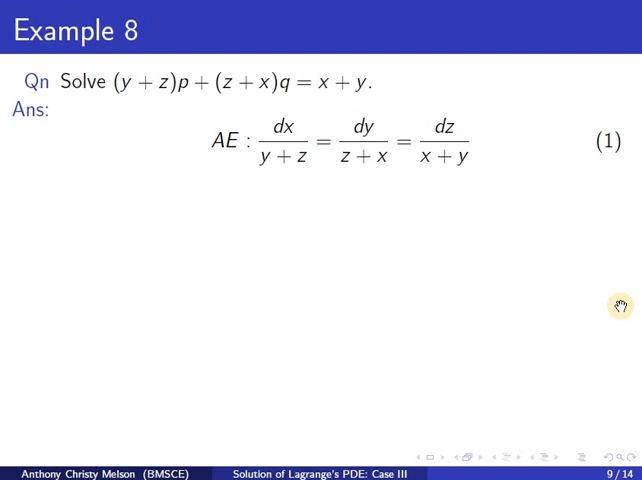 Example 8
Qn Solve (y + z)p + (z + x)q = x + y.
Ans:
AE : dx/(y + z) = dy/(z + x) = dz/(x + y) (1)
Anthony Christy Melson (BMSCE) Solution of Lagrange's PDE: Case III 9 / 14